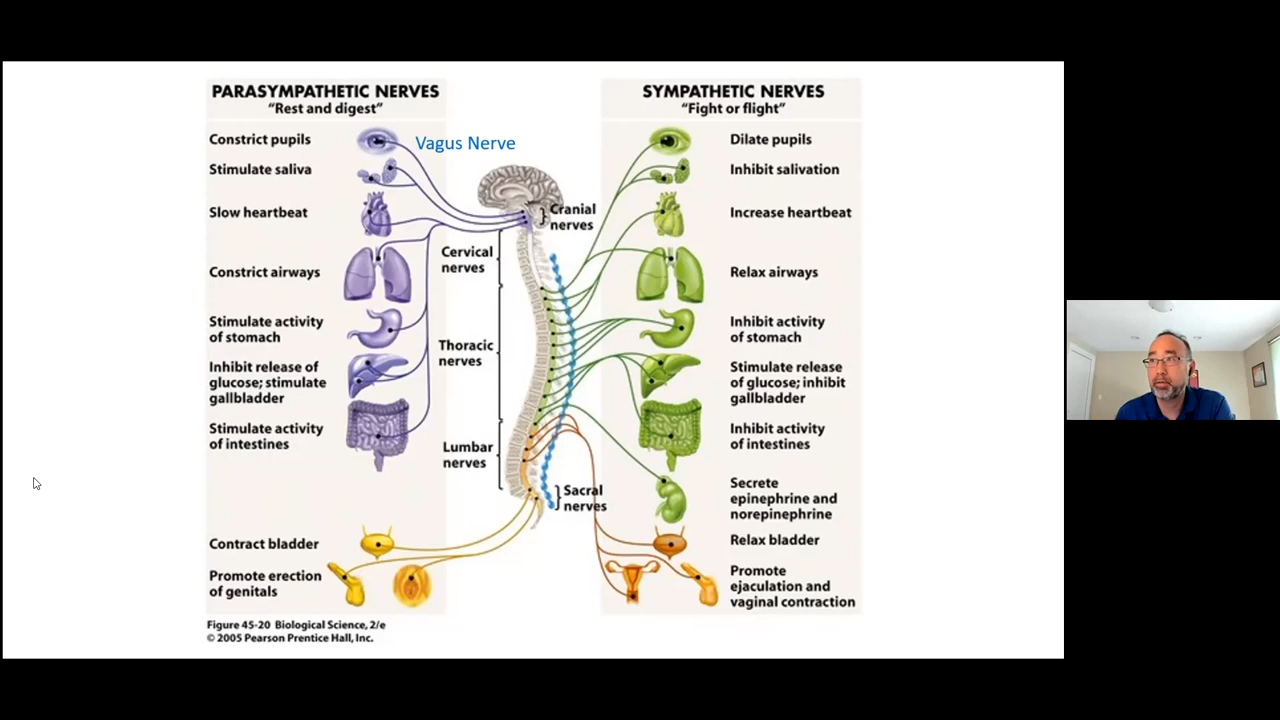 PARASYMPATHETIC NERVES
"Rest and digest"
Constrict pupils
Stimulate saliva
Slow heartbeat
Constrict airways
Stimulate activity
of stomach
Inhibit release of
glucose; stimulate
gallbladder
Stimulate activity
of intestines
Contract bladder
Promote erection
of genitals
Vagus Nerve
Cranial
nerves
Cervical
nerves
Thoracic
nerves
Lumbar
nerves
Sacral
nerves
SYMPATHETIC NERVES
"Fight or flight"
Dilate pupils
Inhibit salivation
Increase heartbeat
Relax airways
Inhibit activity
of stomach
Stimulate release
of glucose; inhibit
gallbladder
Inhibit activity
of intestines
Secrete
epinephrine and
norepinephrine
Relax bladder
Promote
ejaculation and
vaginal contraction
Figure 45-20 Biological Science, 2/e
© 2005 Pearson Prentice Hall, Inc.